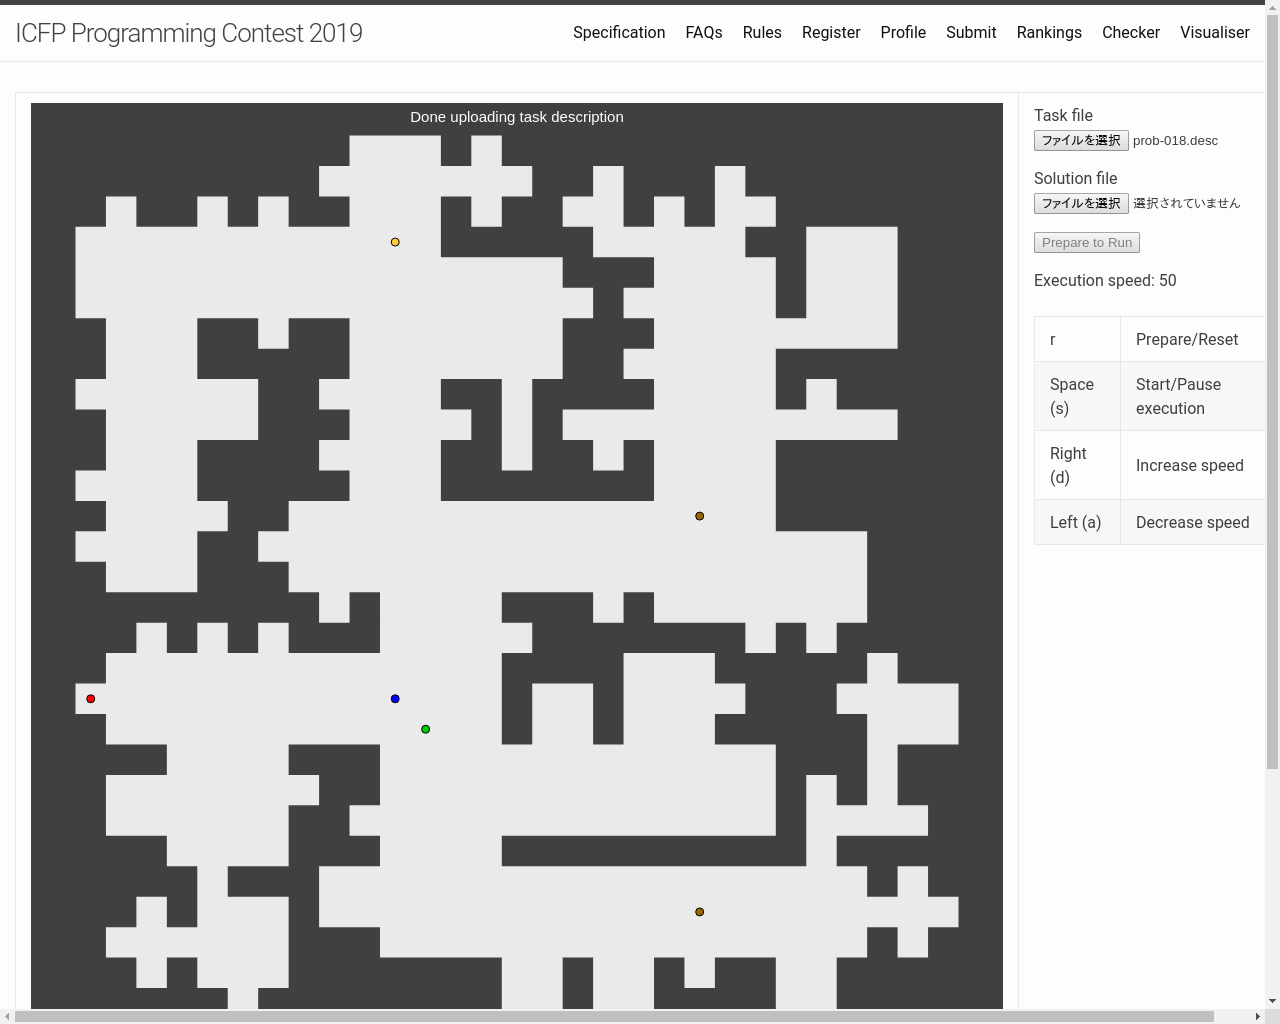 ICFP Programming Contest 2019
Specification FAQs Rules Register Profile Submit Rankings Checker Visualiser
Done uploading task description
Task file
ファイルを選択 prob-018.desc
Solution file
ファイルを選択 選択されていません
Prepare to Run
Execution speed: 50
r Prepare/Reset
Space (s) Start/Pause execution
Right (d) Increase speed
Left (a) Decrease speed